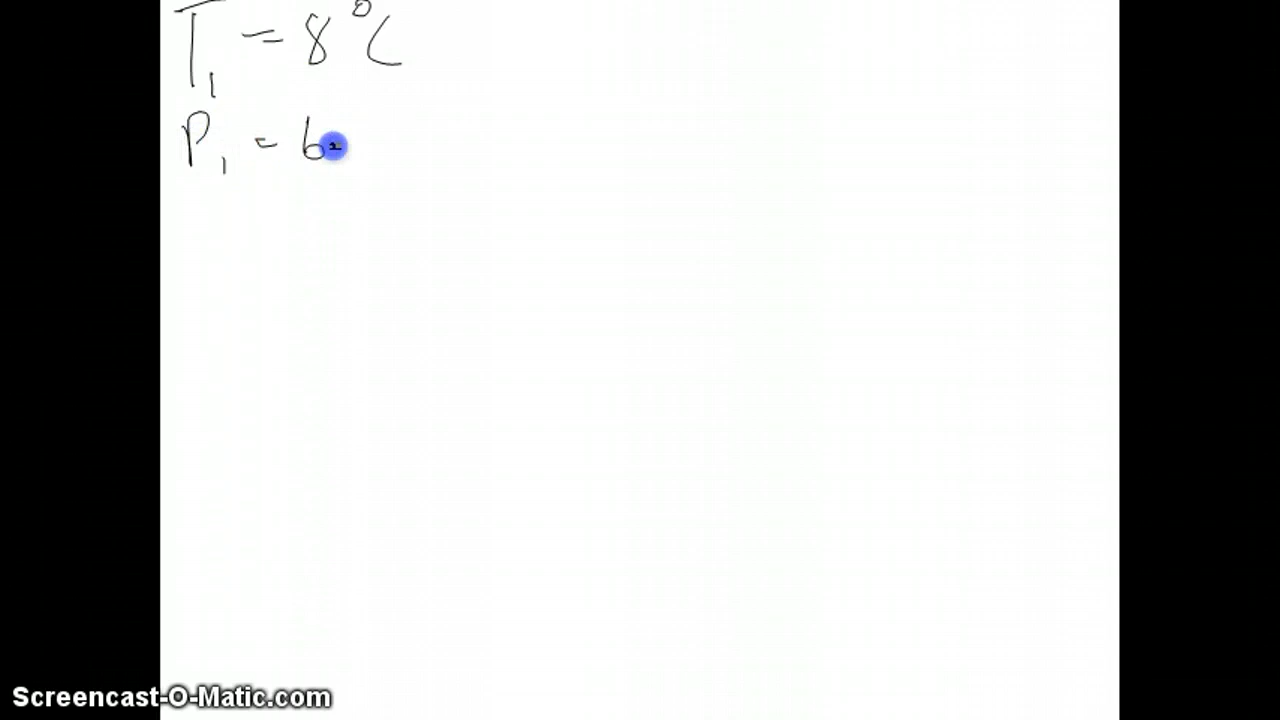 T₁ = 8°C
P₁ = 6
Screencast-O-Matic.com